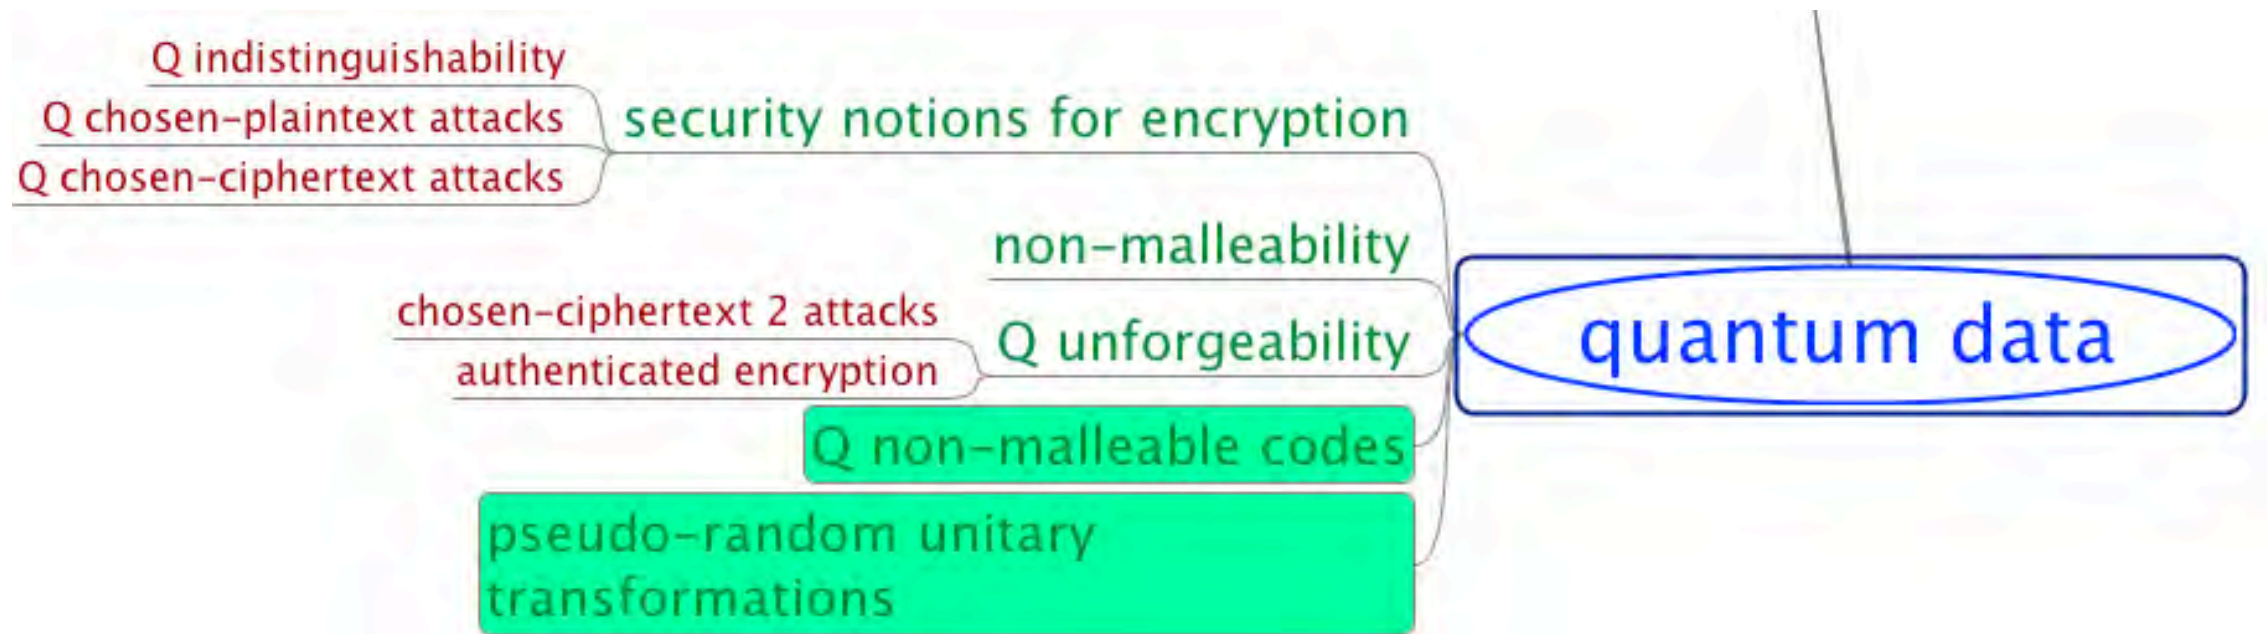 Q indistinguishability
Q chosen-plaintext attacks
Q chosen-ciphertext attacks
security notions for encryption
non-malleability
chosen-ciphertext 2 attacks
authenticated encryption
Q unforgeability
Q non-malleable codes
pseudo-random unitary
transformations
quantum data